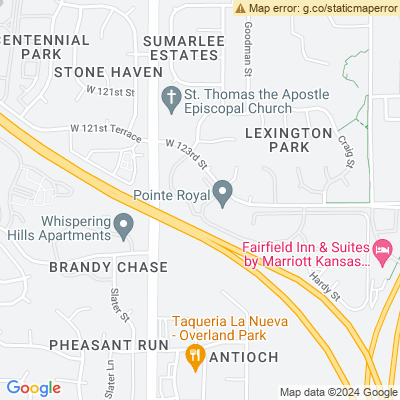 Map error: g.co/staticmaperror
CENTENNIAL
PARK
SUMARLEE
ESTATES
Goodman St
STONE HAVEN
W 121st St
St. Thomas the Apostle
Episcopal Church
W 121st Terrace
W 123rd St
LEXINGTON
PARK
Craig St
Pointe Royal
Whispering
Hills Apartments
Fairfield Inn & Suites
by Marriott Kansas...
BRANDY CHASE
Hardy St
Slater St
Taqueria La Nueva
- Overland Park
PHEASANT RUN
ANTIOCH
Slater Ln
Google
Map data ©2024 Google